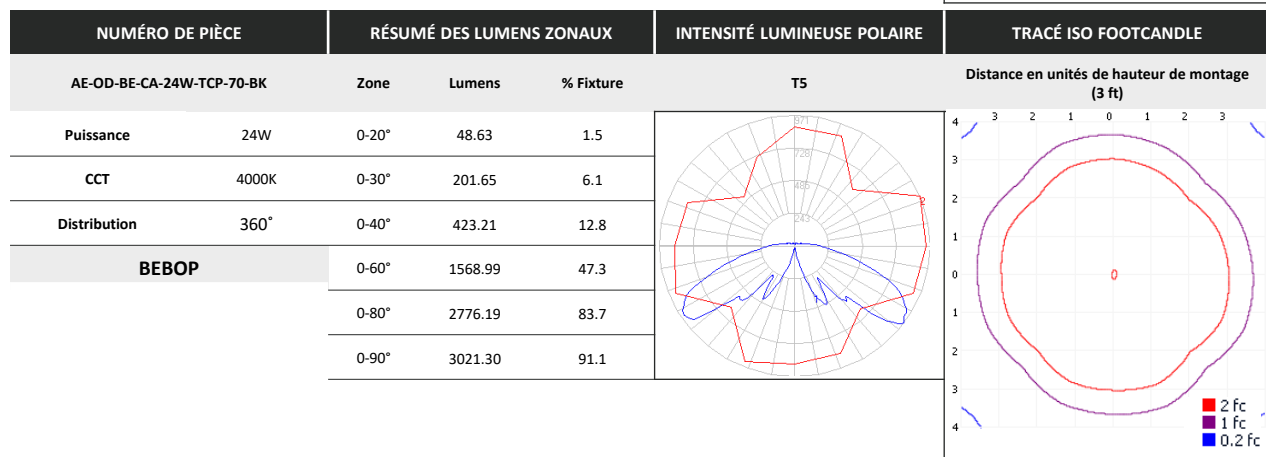 NUMÉRO DE PIÈCE
RÉSUMÉ DES LUMENS ZONAUX
INTENSITÉ LUMINEUSE POLAIRE
TRACÉ ISO FOOTCANDLE
AE-OD-BE-CA-24W-TCP-70-BK
Zone Lumens % Fixture
T5
Distance en unités de hauteur de montage
(3 ft)
Puissance 24W
0-20° 48.63 1.5
CCT 4000K
0-30° 201.65 6.1
Distribution 360°
0-40° 423.21 12.8
BEBOP
0-60° 1568.99 47.3
0-80° 2776.19 83.7
0-90° 3021.30 91.1
971
728
485
243
2
3 2 1 0 1 2 3
4
3
2
1
0
1
2
3
4
2 fc
1 fc
0.2 fc